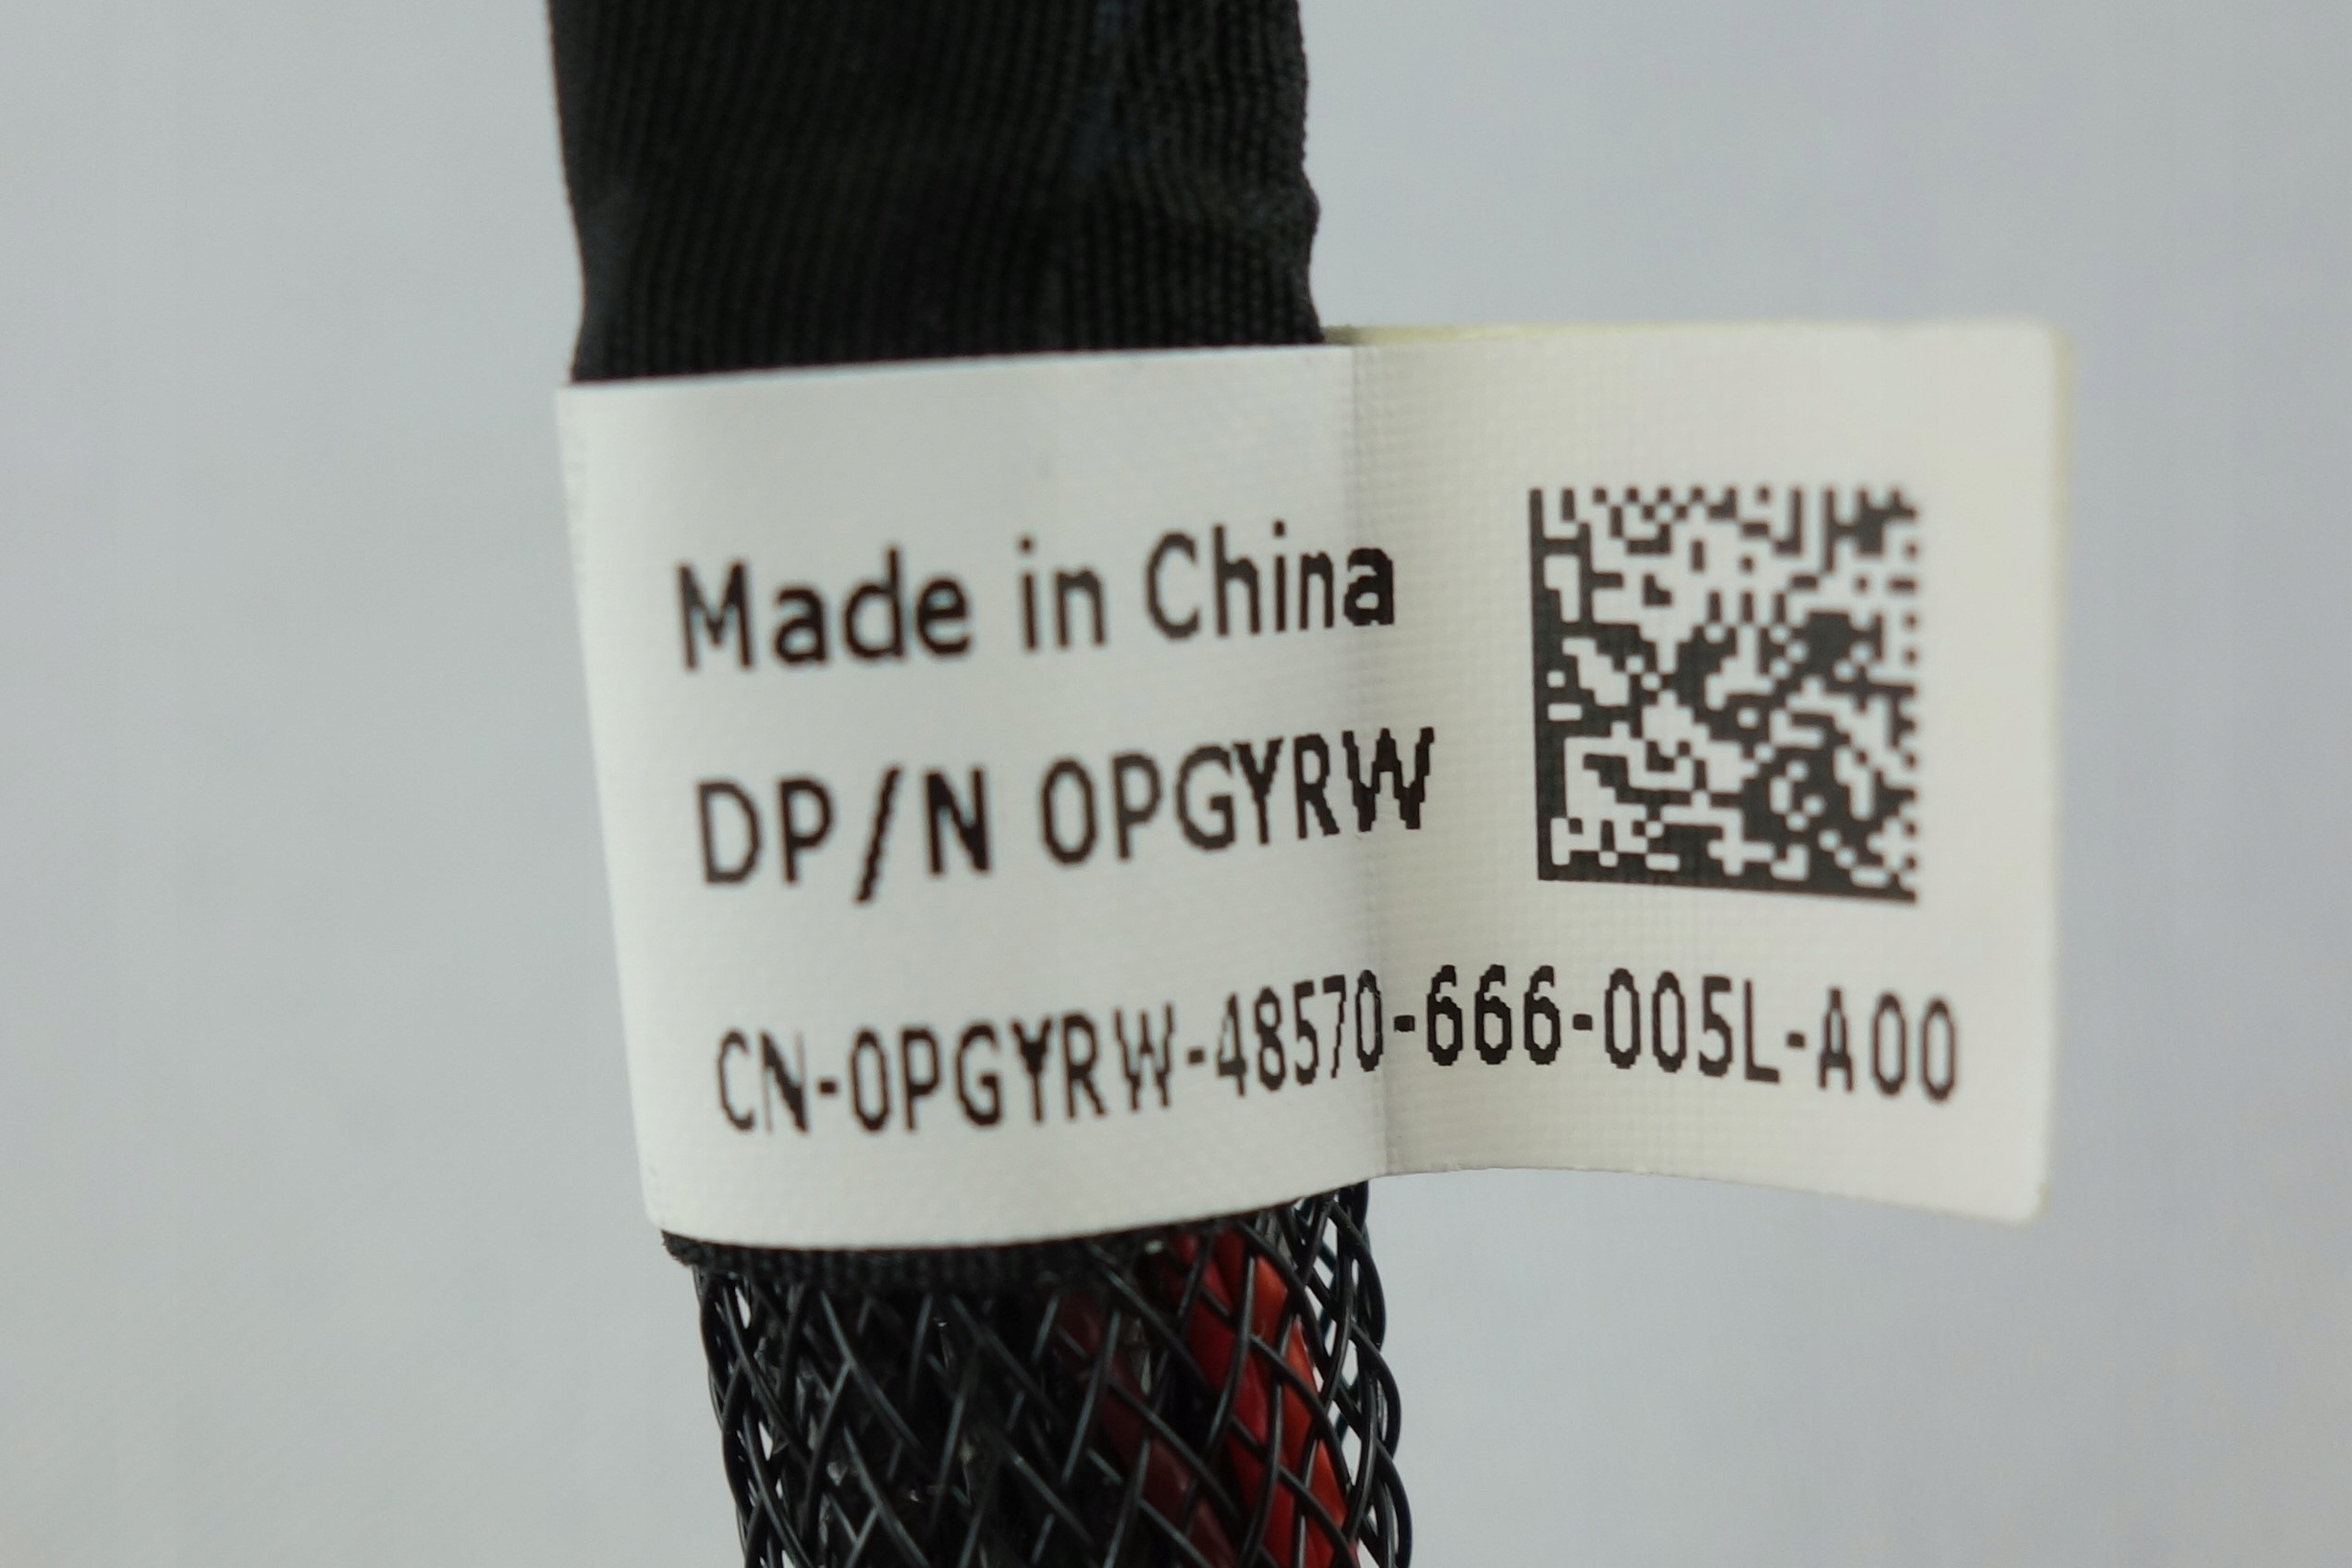 Made in China
DP/N 0PGYRW
CN-0PGYRW-48570-666-005L-A00